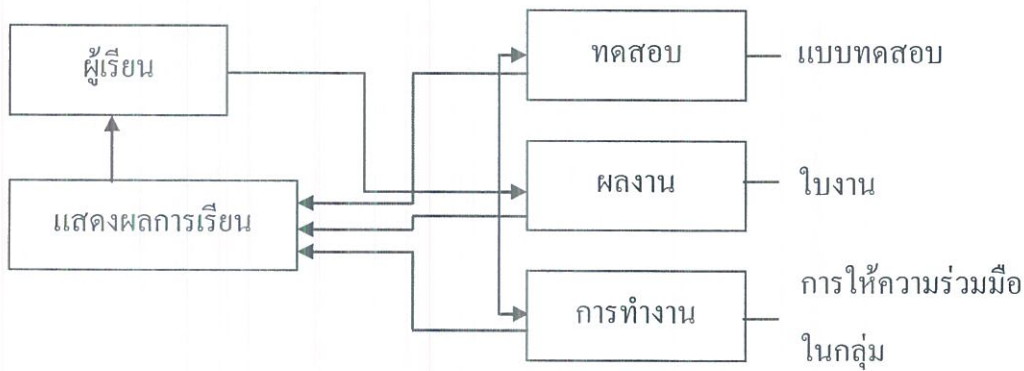 ผู้เรียน
แสดงผลการเรียน
ทดสอบ
แบบทดสอบ
ผลงาน
ใบงาน
การทำงาน
การให้ความร่วมมือ
ในกลุ่ม